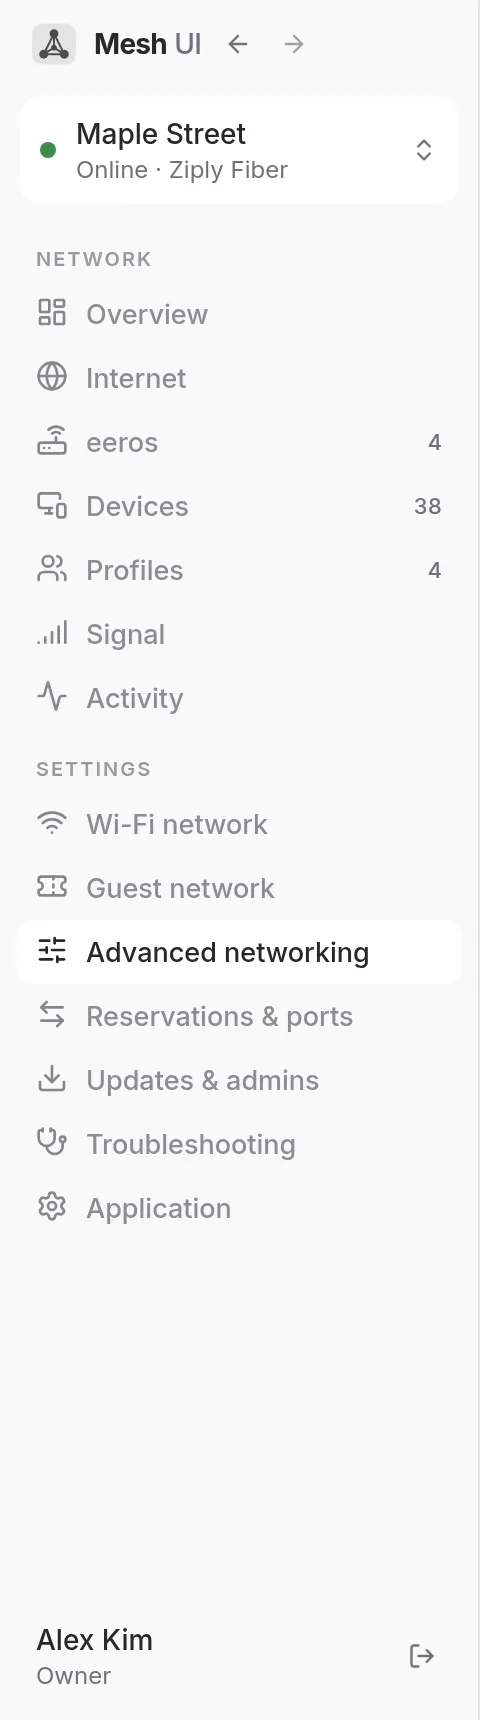 Mesh UI
Maple Street
Online · Ziply Fiber
NETWORK
Overview
Internet
eeros 4
Devices 38
Profiles 4
Signal
Activity
SETTINGS
Wi-Fi network
Guest network
Advanced networking
Reservations & ports
Updates & admins
Troubleshooting
Application
Alex Kim
Owner